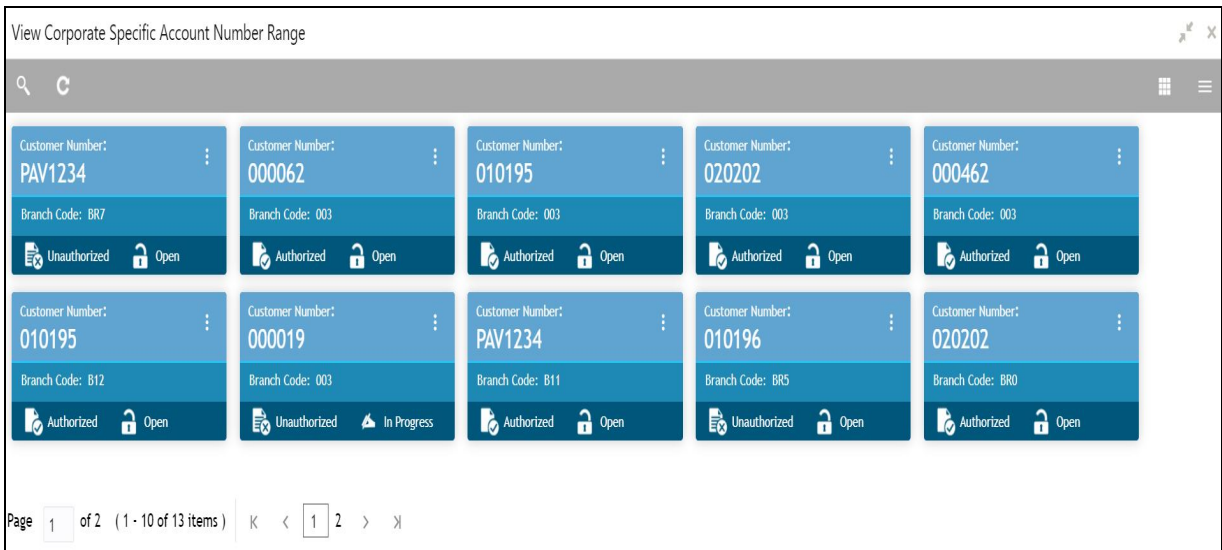 View Corporate Specific Account Number Range
Customer Number:
PAV1234
Branch Code: BR7
Unauthorized Open
Customer Number:
000062
Branch Code: 003
Authorized Open
Customer Number:
010195
Branch Code: 003
Authorized Open
Customer Number:
020202
Branch Code: 003
Authorized Open
Customer Number:
000462
Branch Code: 003
Authorized Open
Customer Number:
010195
Branch Code: B12
Authorized Open
Customer Number:
000019
Branch Code: 003
Unauthorized In Progress
Customer Number:
PAV1234
Branch Code: B11
Authorized Open
Customer Number:
010196
Branch Code: BR5
Unauthorized Open
Customer Number:
020202
Branch Code: BR0
Authorized Open
Page 1 of 2 ( 1 - 10 of 13 items ) 1 2